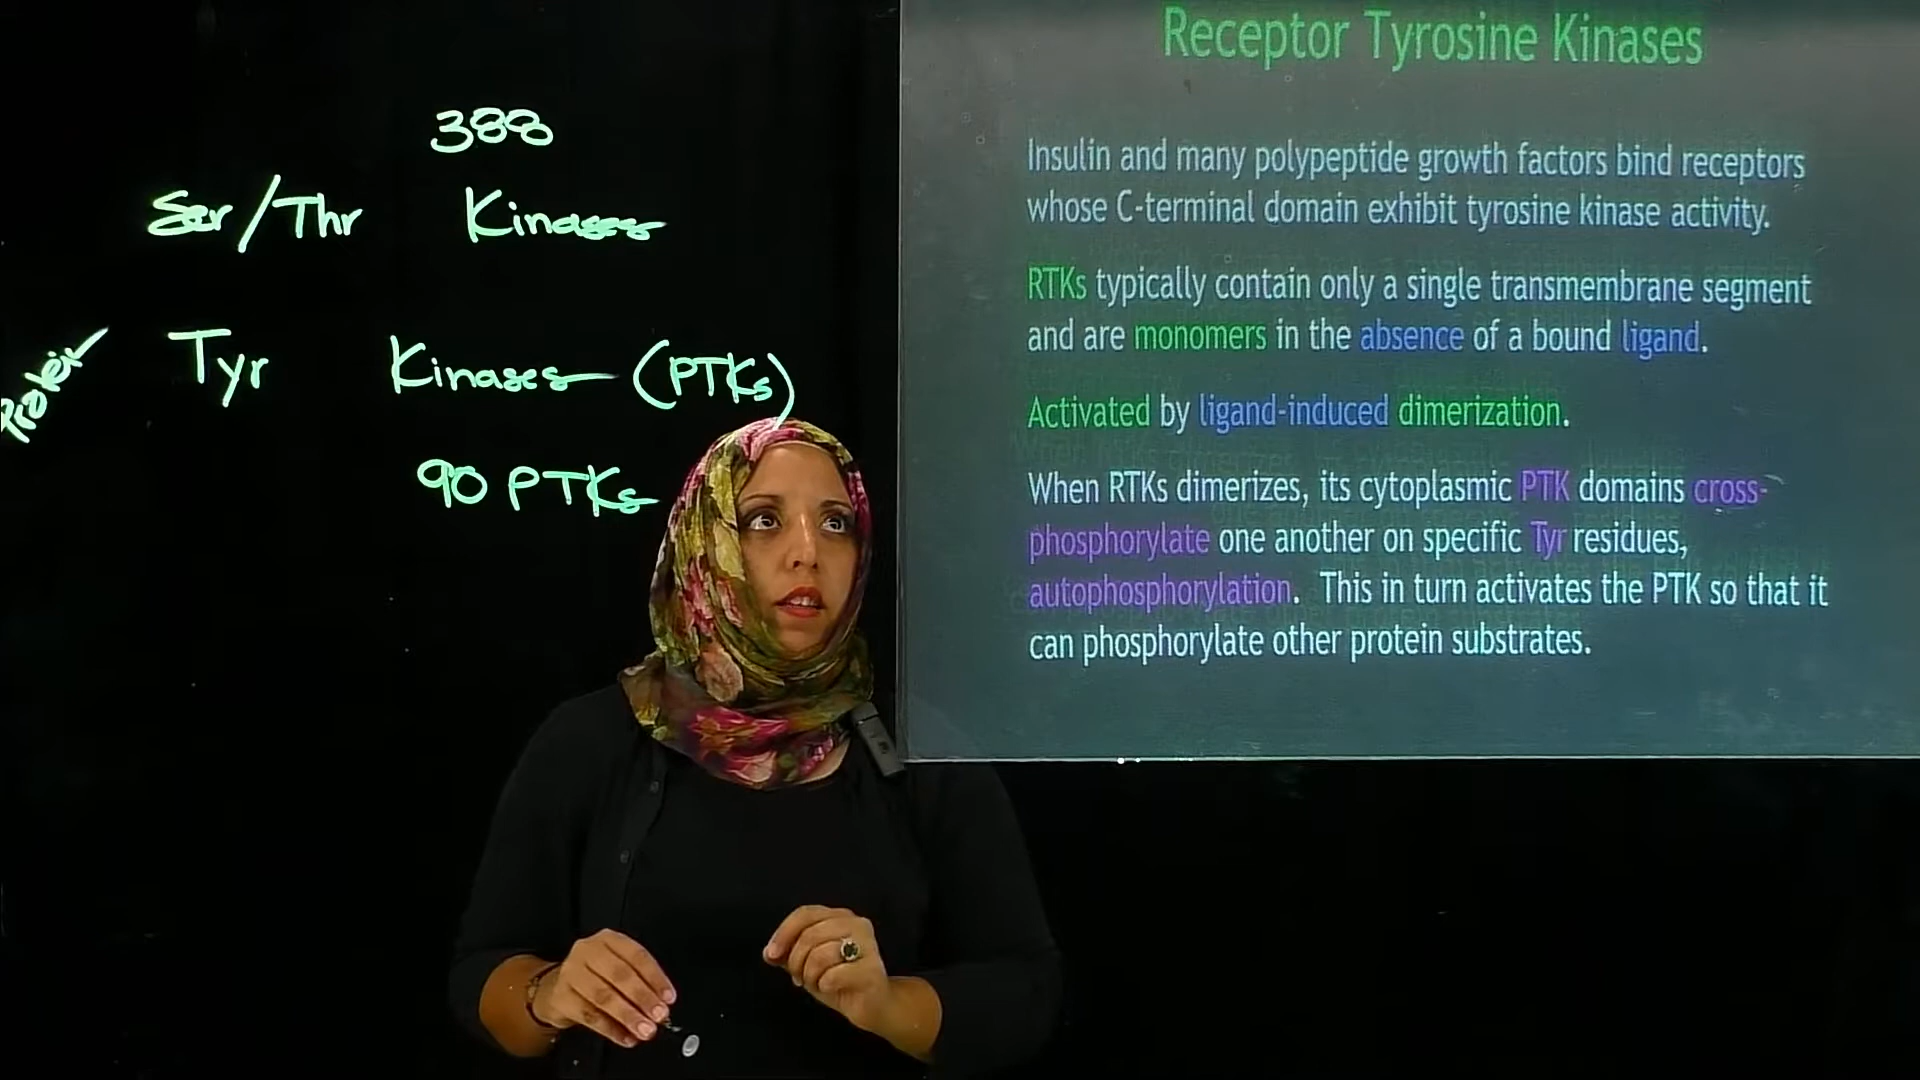 388
Ser/Thr Kinases
Protein Tyr Kinases (PTKs)
90 PTKs
Receptor Tyrosine Kinases
Insulin and many polypeptide growth factors bind receptors
whose C-terminal domain exhibit tyrosine kinase activity.
RTKs typically contain only a single transmembrane segment
and are monomers in the absence of a bound ligand.
Activated by ligand-induced dimerization.
When RTKs dimerizes, its cytoplasmic PTK domains cross-
phosphorylate one another on specific Tyr residues,
autophosphorylation. This in turn activates the PTK so that it
can phosphorylate other protein substrates.